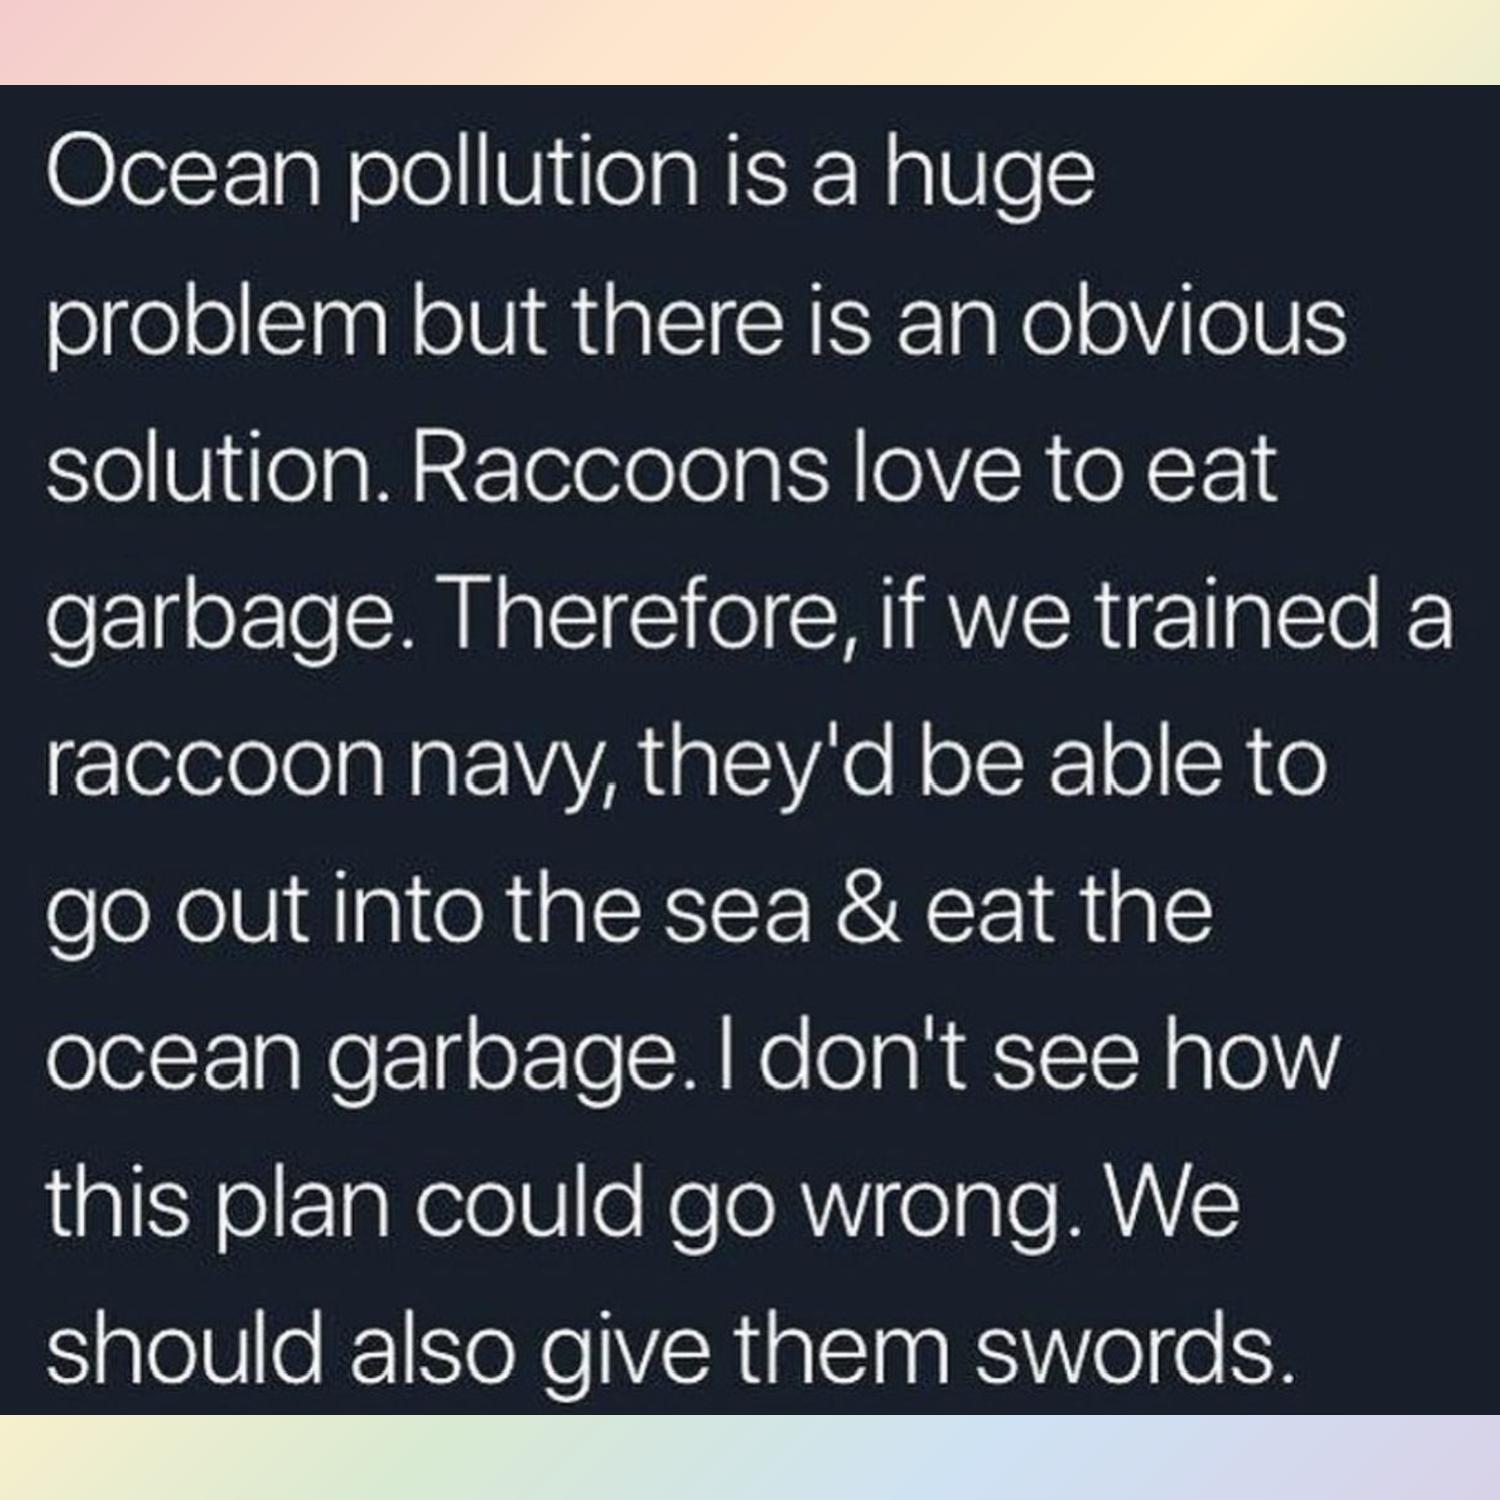 Ocean pollution is a huge
problem but there is an obvious
solution. Raccoons love to eat
garbage. Therefore, if we trained a
raccoon navy, they'd be able to
go out into the sea & eat the
ocean garbage. I don't see how
this plan could go wrong. We
should also give them swords.